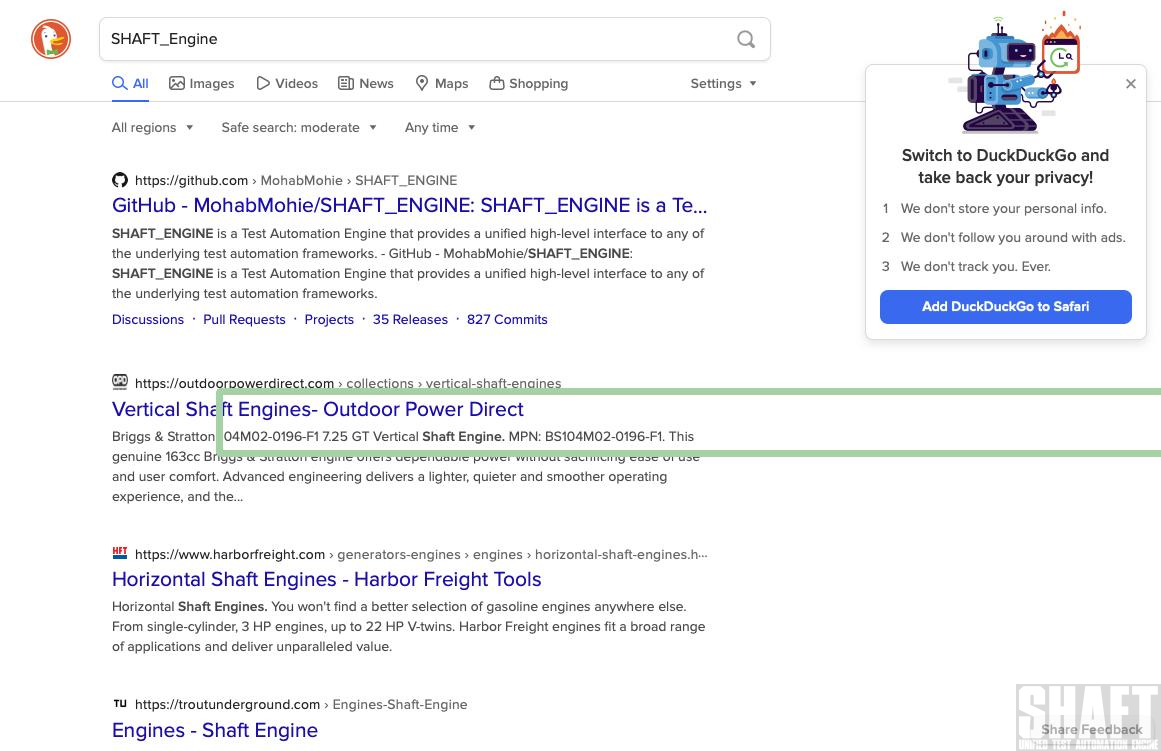 SHAFT_Engine
All
Images
Videos
News
Maps
Shopping
Settings
All regions
Safe search: moderate
Any time
https://github.com › MohabMohie › SHAFT_ENGINE
GitHub - MohabMohie/SHAFT_ENGINE: SHAFT_ENGINE is a Te...
SHAFT_ENGINE is a Test Automation Engine that provides a unified high-level interface to any of
the underlying test automation frameworks. - GitHub - MohabMohie/SHAFT_ENGINE:
SHAFT_ENGINE is a Test Automation Engine that provides a unified high-level interface to any of
the underlying test automation frameworks.
Discussions · Pull Requests · Projects · 35 Releases · 827 Commits
https://outdoorpowerdirect.com › collections › vertical-shaft-engines
Vertical Shaft Engines- Outdoor Power Direct
Briggs & Stratton 04M02-0196-F1 7.25 GT Vertical Shaft Engine. MPN: BS104M02-0196-F1. This
genuine 163cc Briggs & Stratton engine offers dependable power without sacrificing ease of use
and user comfort. Advanced engineering delivers a lighter, quieter and smoother operating
experience, and the...
HFT
https://www.harborfreight.com › generators-engines › engines › horizontal-shaft-engines.h...
Horizontal Shaft Engines - Harbor Freight Tools
Horizontal Shaft Engines. You won't find a better selection of gasoline engines anywhere else.
From single-cylinder, 3 HP engines, up to 22 HP V-twins. Harbor Freight engines fit a broad range
of applications and deliver unparalleled value.
TU
https://troutunderground.com › Engines-Shaft-Engine
Engines - Shaft Engine
Switch to DuckDuckGo and
take back your privacy!
1 We don't store your personal info.
2 We don't follow you around with ads.
3 We don't track you. Ever.
Add DuckDuckGo to Safari
SHAFT
Share Feedback